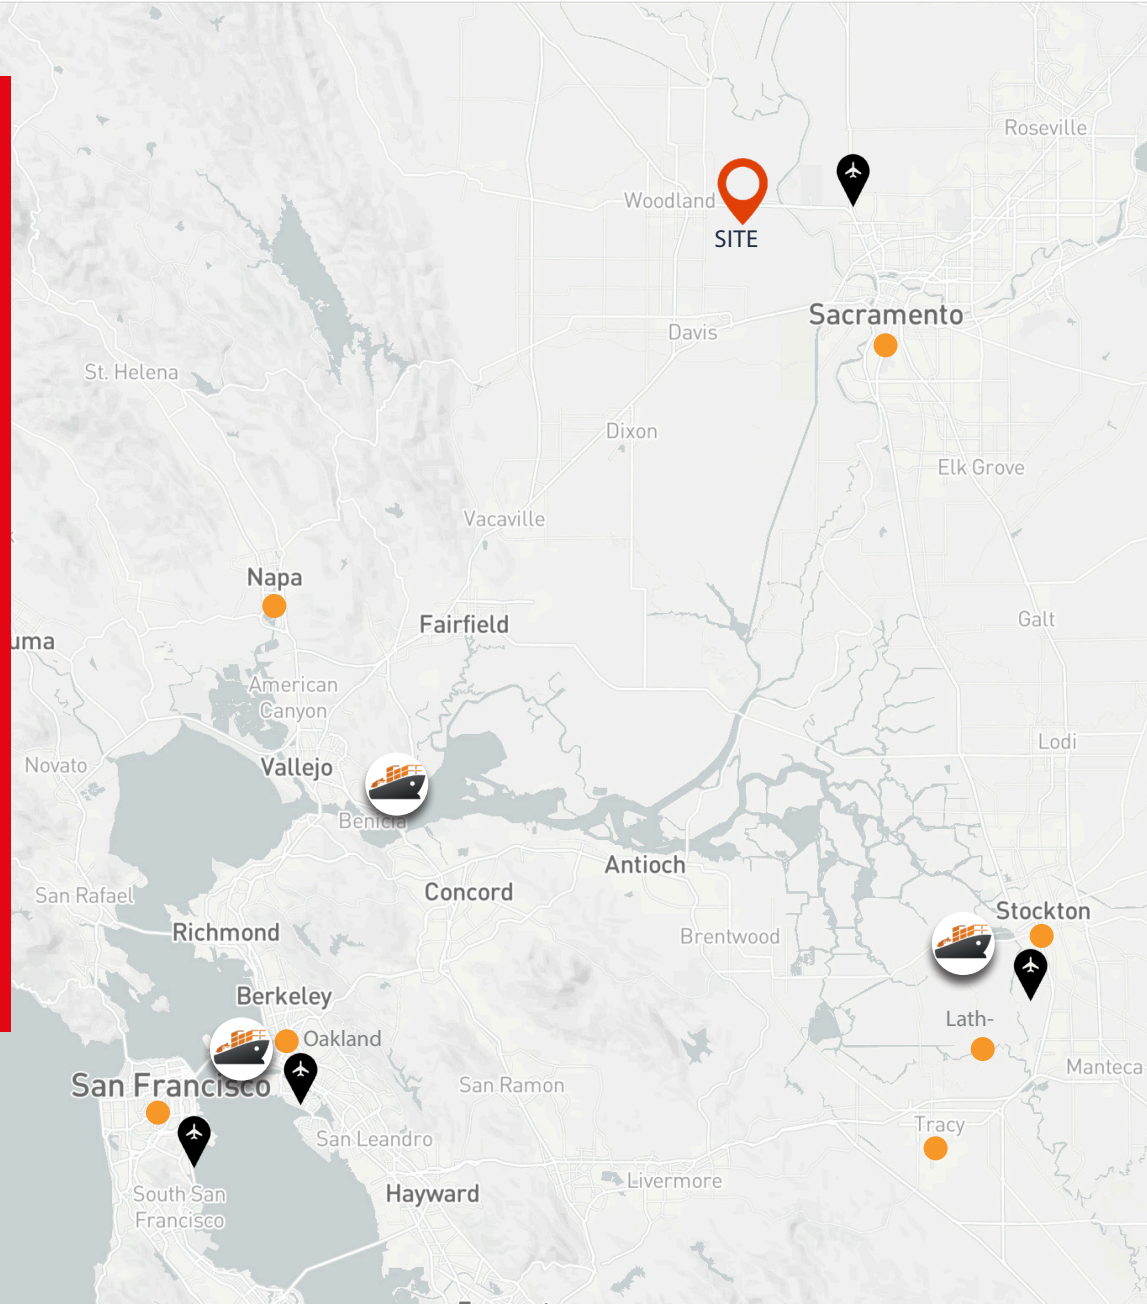 Roseville
Woodland
SITE
Sacramento
Davis
St. Helena
Dixon
Elk Grove
Vacaville
Napa
Fairfield
Galt
uma
American
Canyon
Lodi
Novato
Vallejo
Benicia
Antioch
Concord
San Rafael
Stockton
Richmond
Brentwood
Berkeley
Lath-
Oakland
Manteca
San Francisco
San Ramon
Tracy
San Leandro
Livermore
Hayward
South San
Francisco